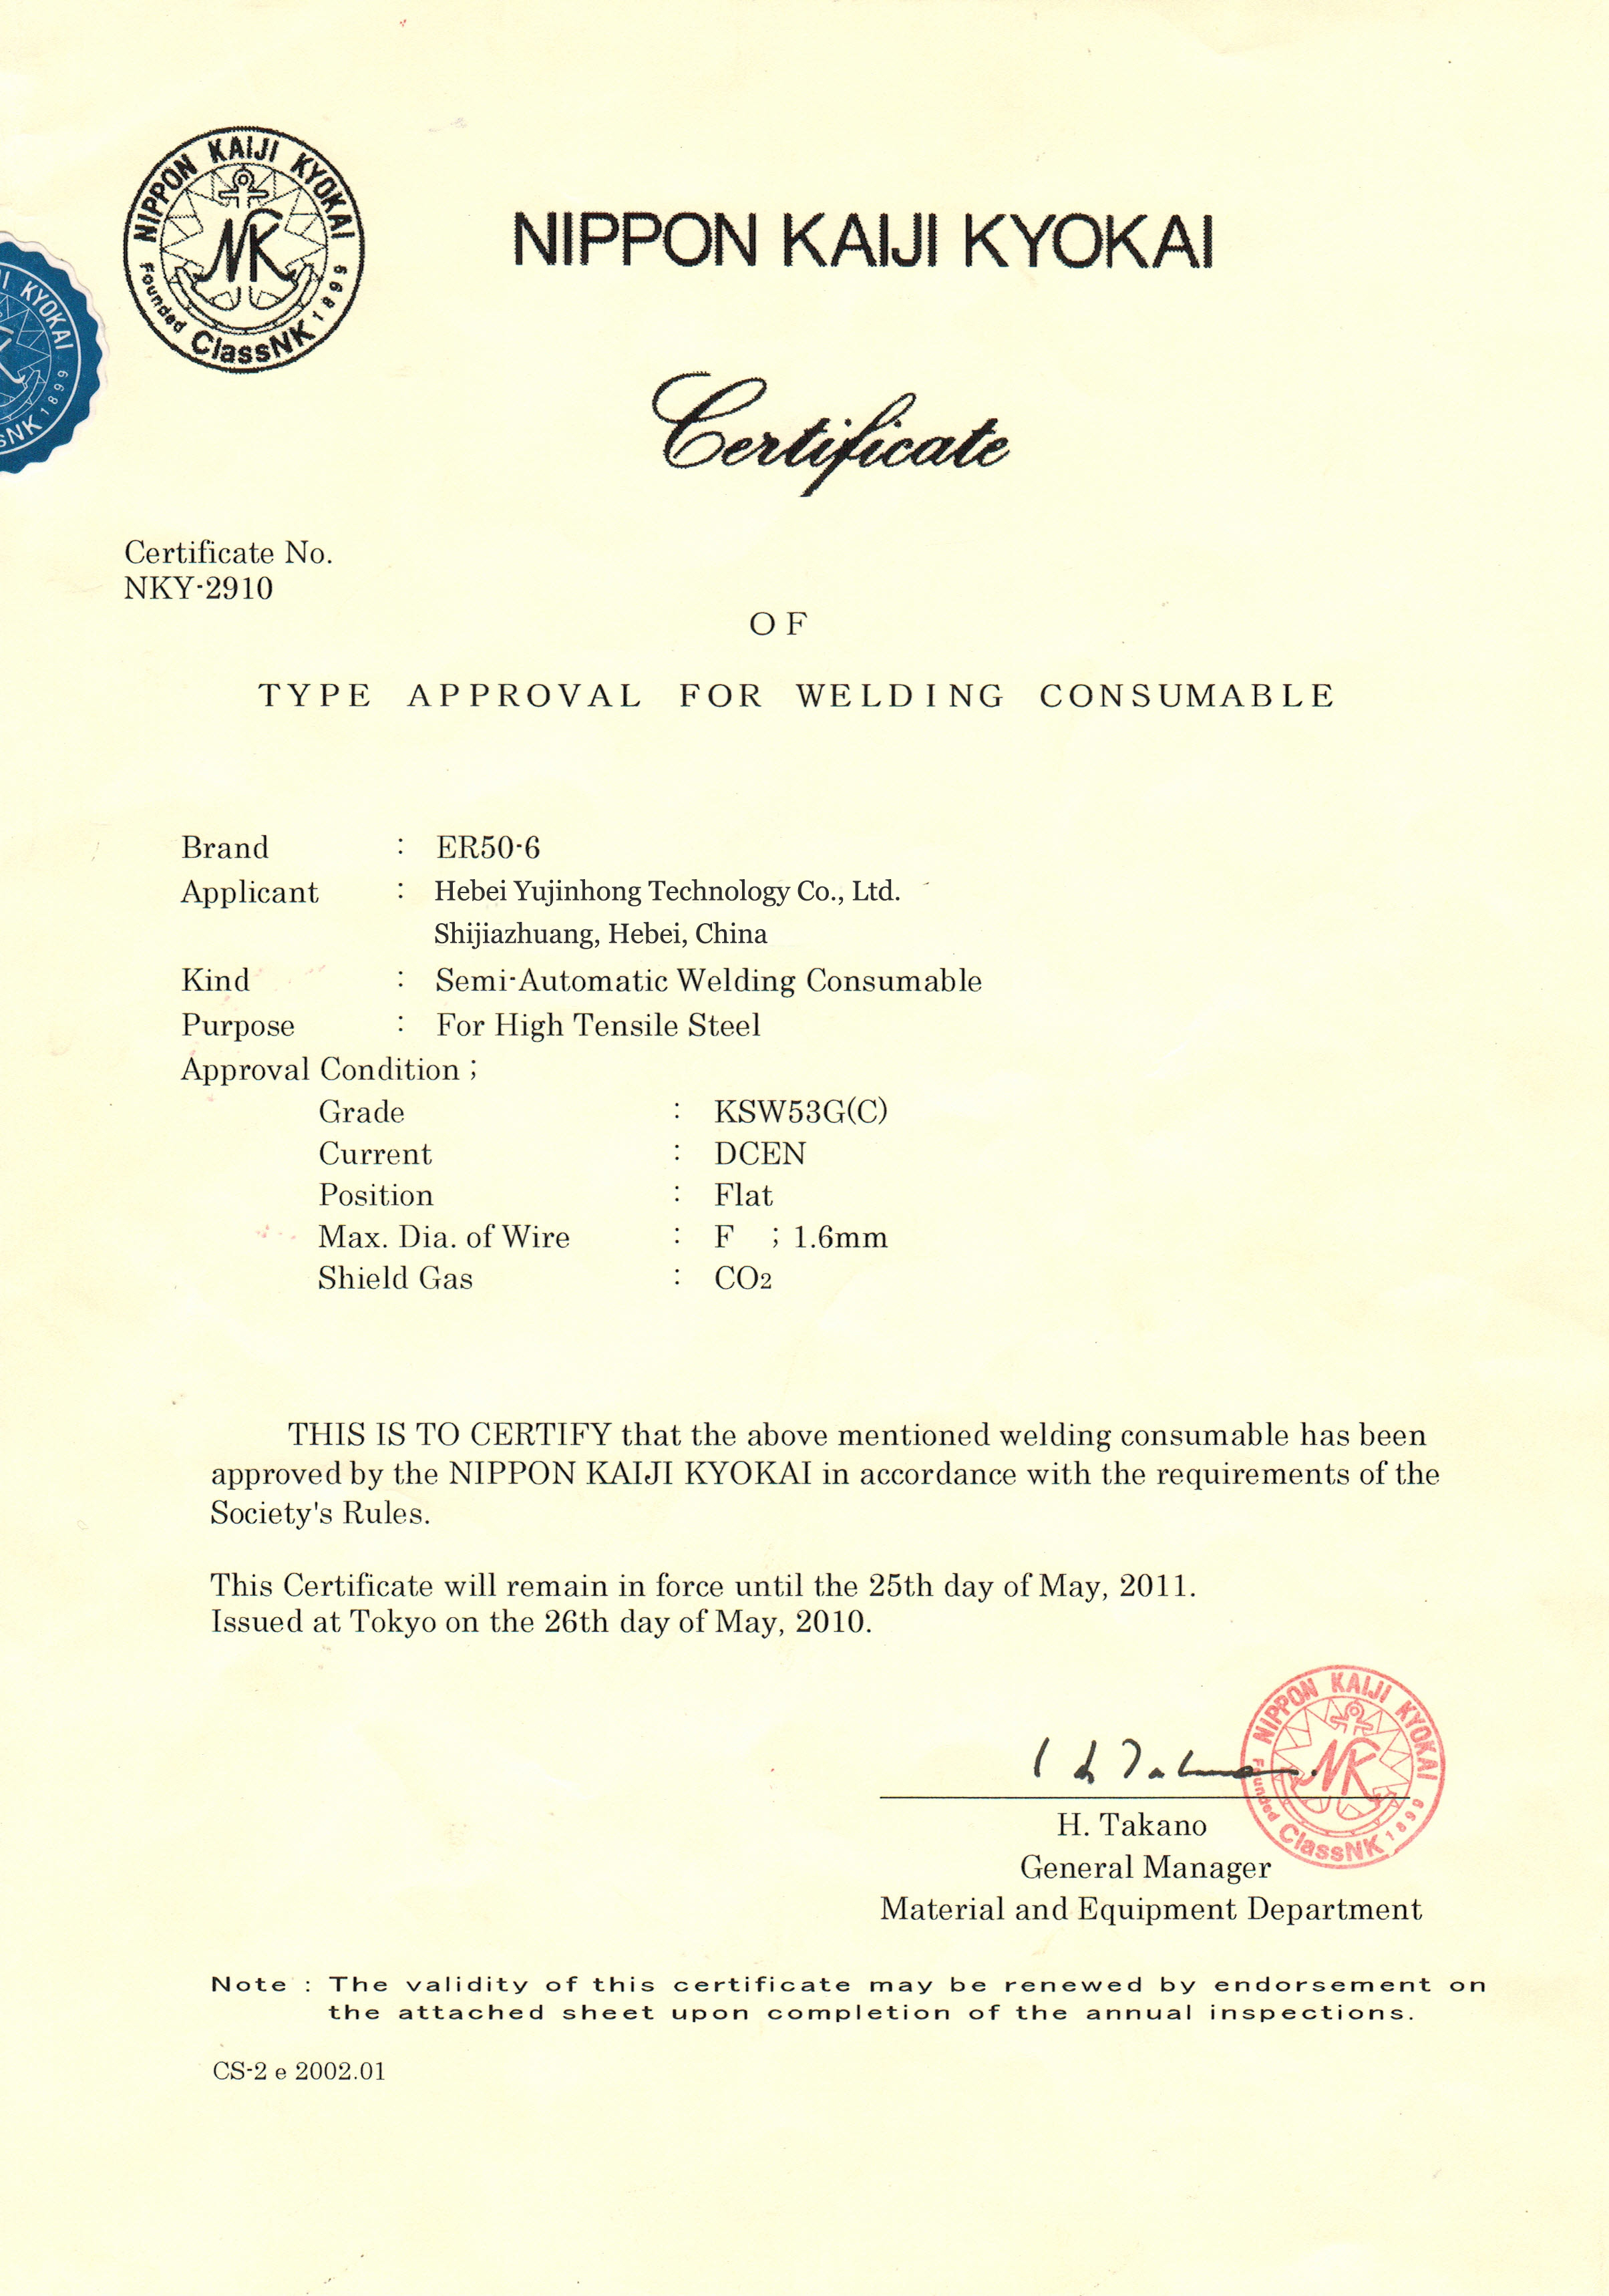 NIPPON KAIJI KYOKAI
Founded ClassNK 1899
NK
NIPPON KAIJI KYOKAI
KYOKAI
NK 1899
Certificate
Certificate No.
NKY-2910
OF
TYPE APPROVAL FOR WELDING CONSUMABLE
Brand : ER50-6
Applicant : Hebei Yujinhong Technology Co., Ltd.
Shijiazhuang, Hebei, China
Kind : Semi-Automatic Welding Consumable
Purpose : For High Tensile Steel
Approval Condition ;
Grade : KSW53G(C)
Current : DCEN
Position : Flat
Max. Dia. of Wire : F ; 1.6mm
Shield Gas : CO2
THIS IS TO CERTIFY that the above mentioned welding consumable has been
approved by the NIPPON KAIJI KYOKAI in accordance with the requirements of the
Society's Rules.
This Certificate will remain in force until the 25th day of May, 2011.
Issued at Tokyo on the 26th day of May, 2010.
NIPPON KAIJI KYOKAI
NK
Founded ClassNK 1899
H. Takano
General Manager
Material and Equipment Department
Note : The validity of this certificate may be renewed by endorsement on
the attached sheet upon completion of the annual inspections.
CS-2 e 2002.01